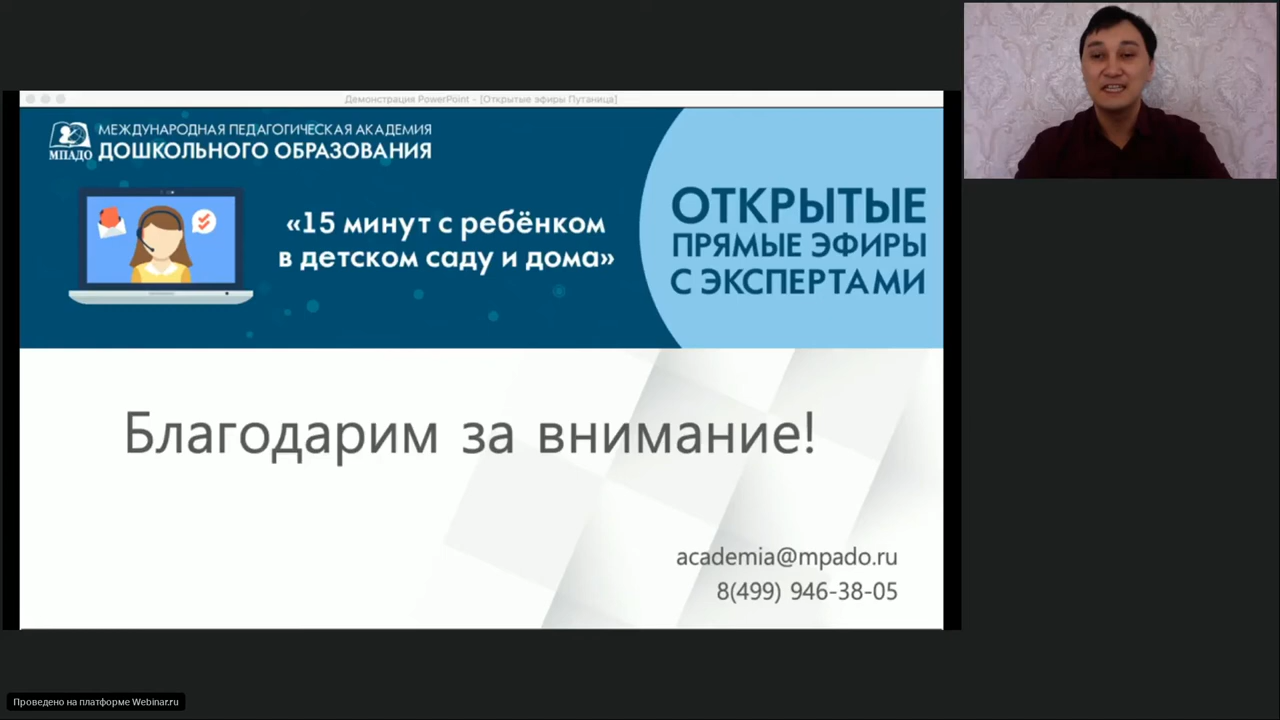 Демонстрация PowerPoint - [Открытые эфиры Путаница]
МЕЖДУНАРОДНАЯ ПЕДАГОГИЧЕСКАЯ АКАДЕМИЯ
ДОШКОЛЬНОГО ОБРАЗОВАНИЯ
МПАДО
«15 минут с ребёнком
в детском саду и дома»
ОТКРЫТЫЕ
ПРЯМЫЕ ЭФИРЫ
С ЭКСПЕРТАМИ
Благодарим за внимание!
academia@mpado.ru
8(499) 946-38-05
Проведено на платформе Webinar.ru